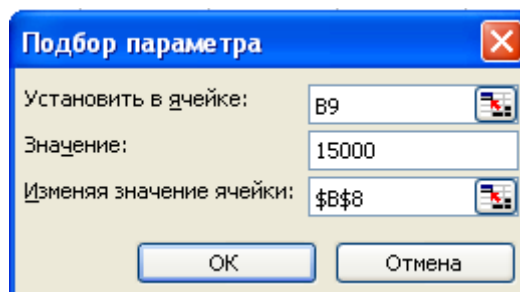 Подбор параметра
Установить в ячейке: B9
Значение: 15000
Изменяя значение ячейки: $B$8
ОК Отмена